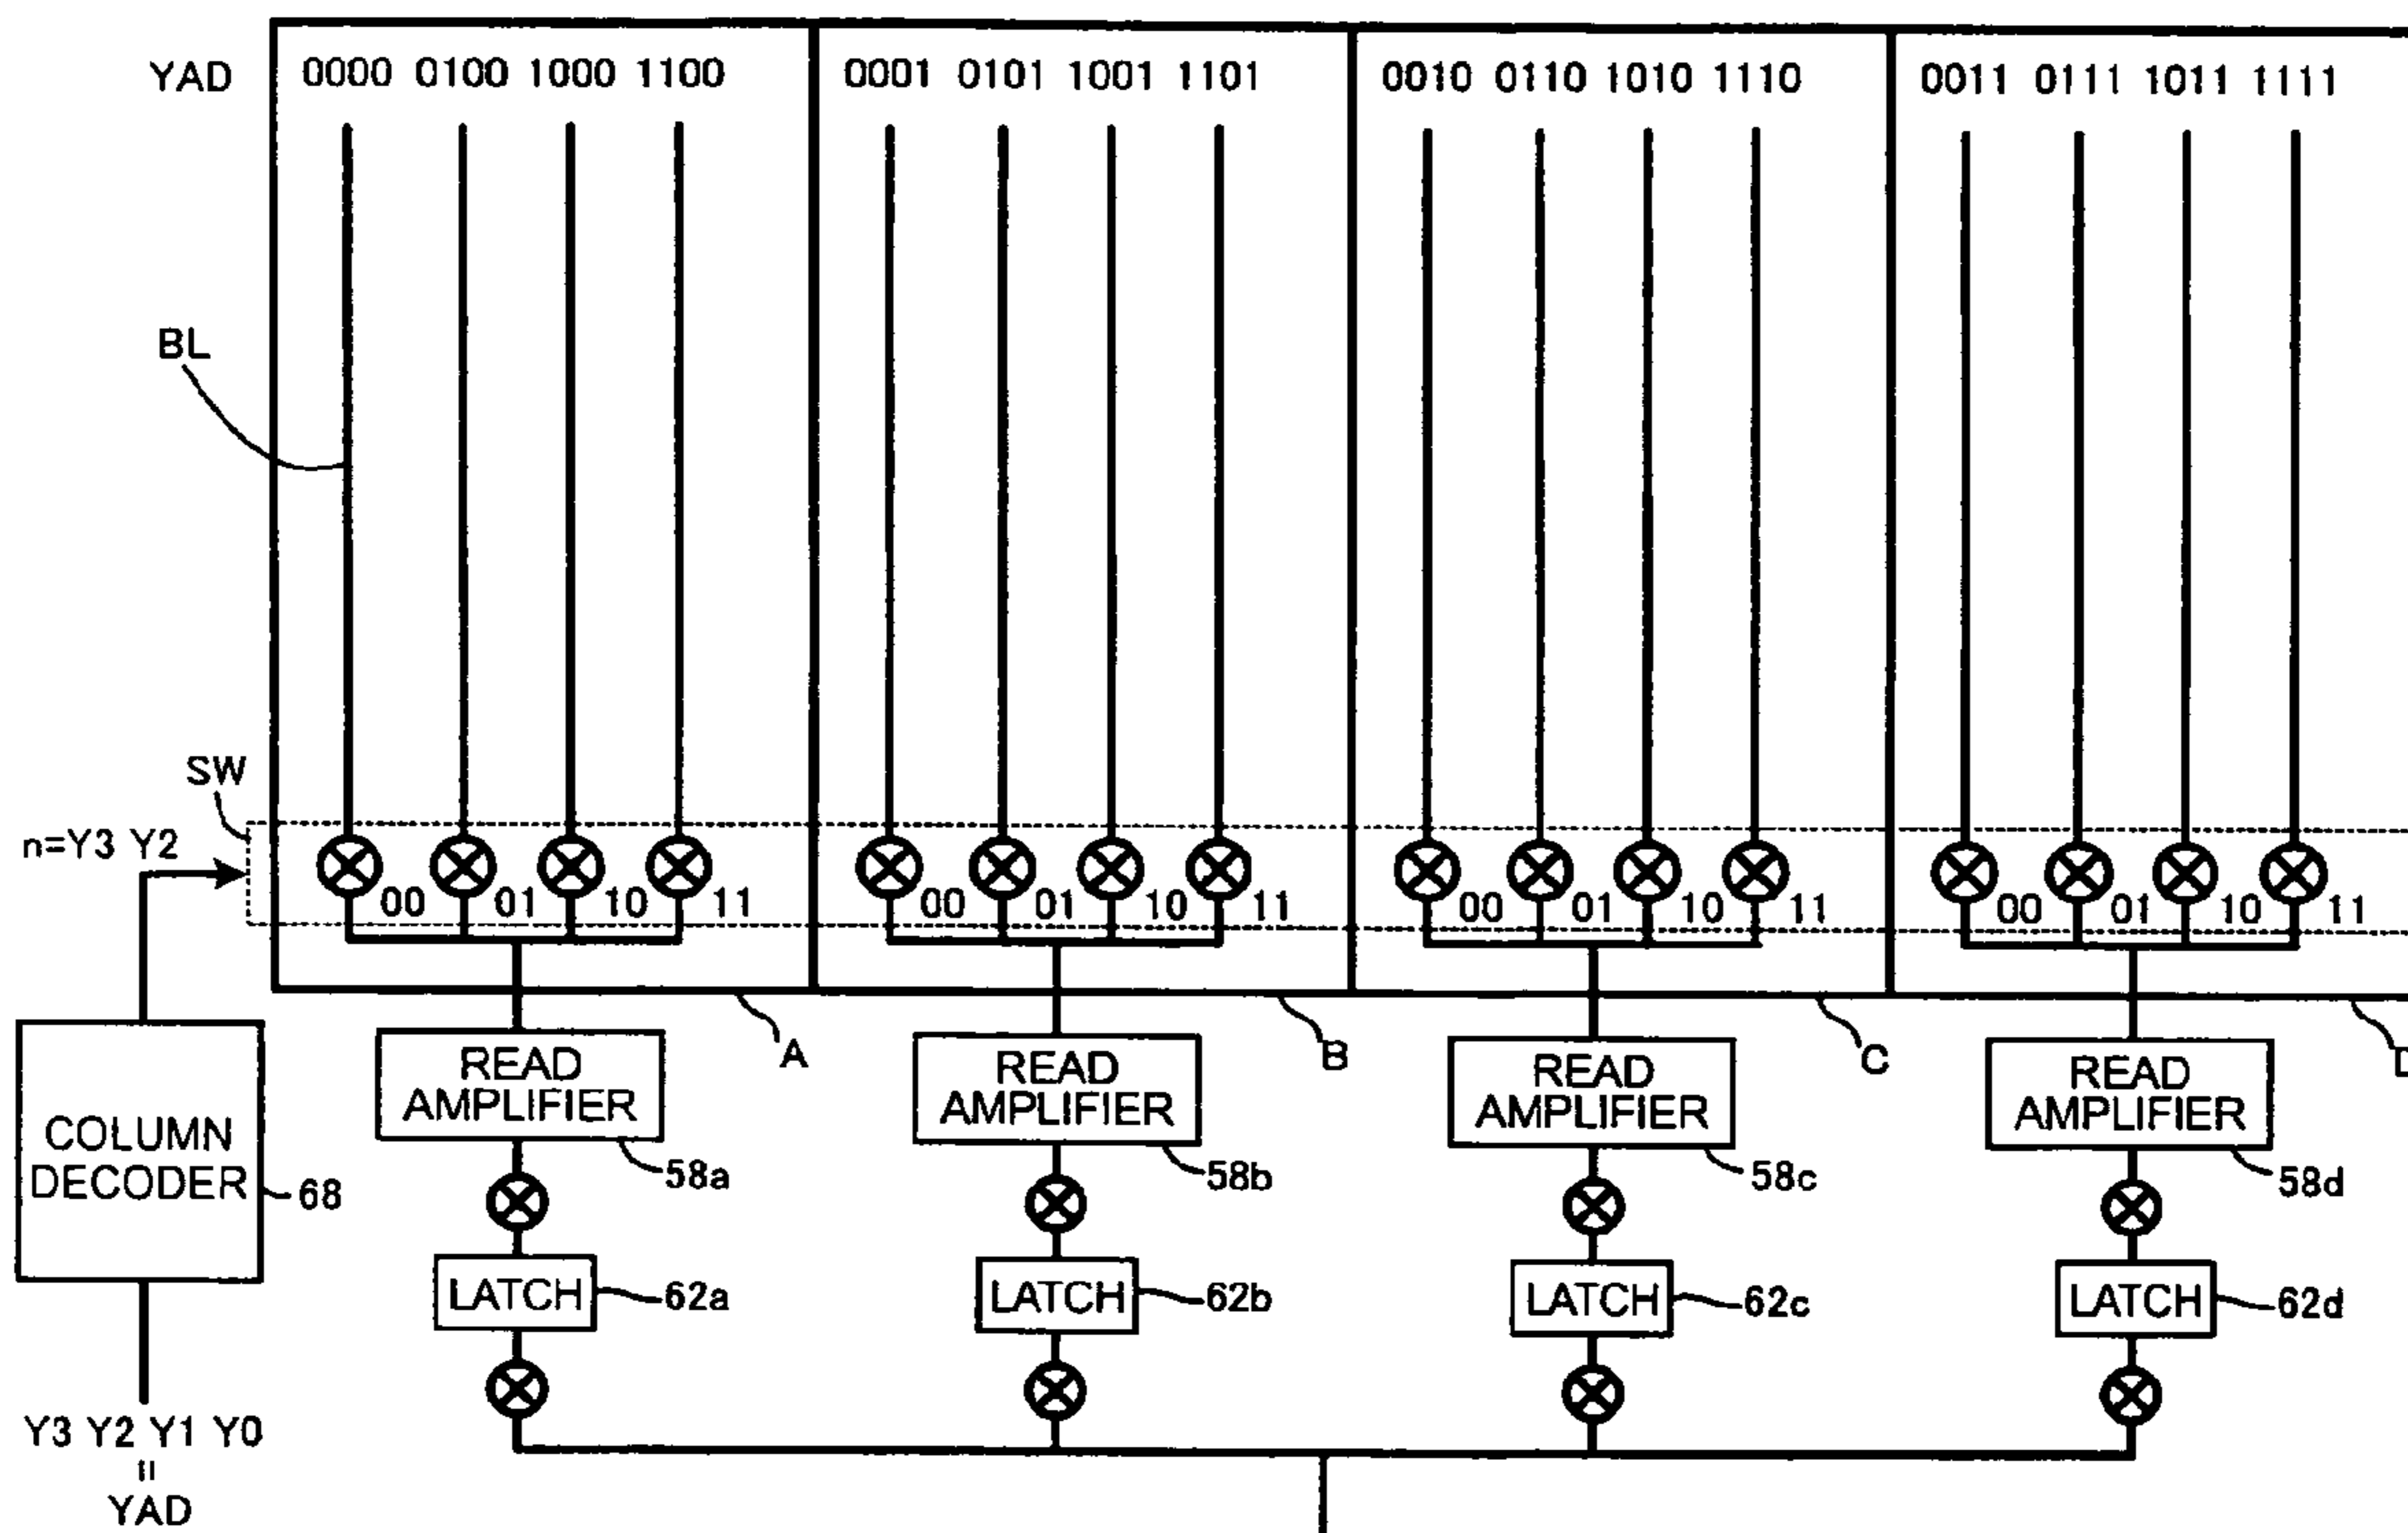 YAD 0000 0100 1000 1100 0001 0101 1001 1101 0010 0110 1010 1110 0011 0111 1011 1111
BL
SW
n=Y3 Y2
00 01 10 11 00 01 10 11 00 01 10 11 00 01 10 11
A B C
READ AMPLIFIER
58a
READ AMPLIFIER
58b
READ AMPLIFIER
58c
READ AMPLIFIER
58d
COLUMN
DECODER
68
LATCH 62a
LATCH 62b
LATCH 62c
LATCH 62d
Y3 Y2 Y1 Y0
=
YAD